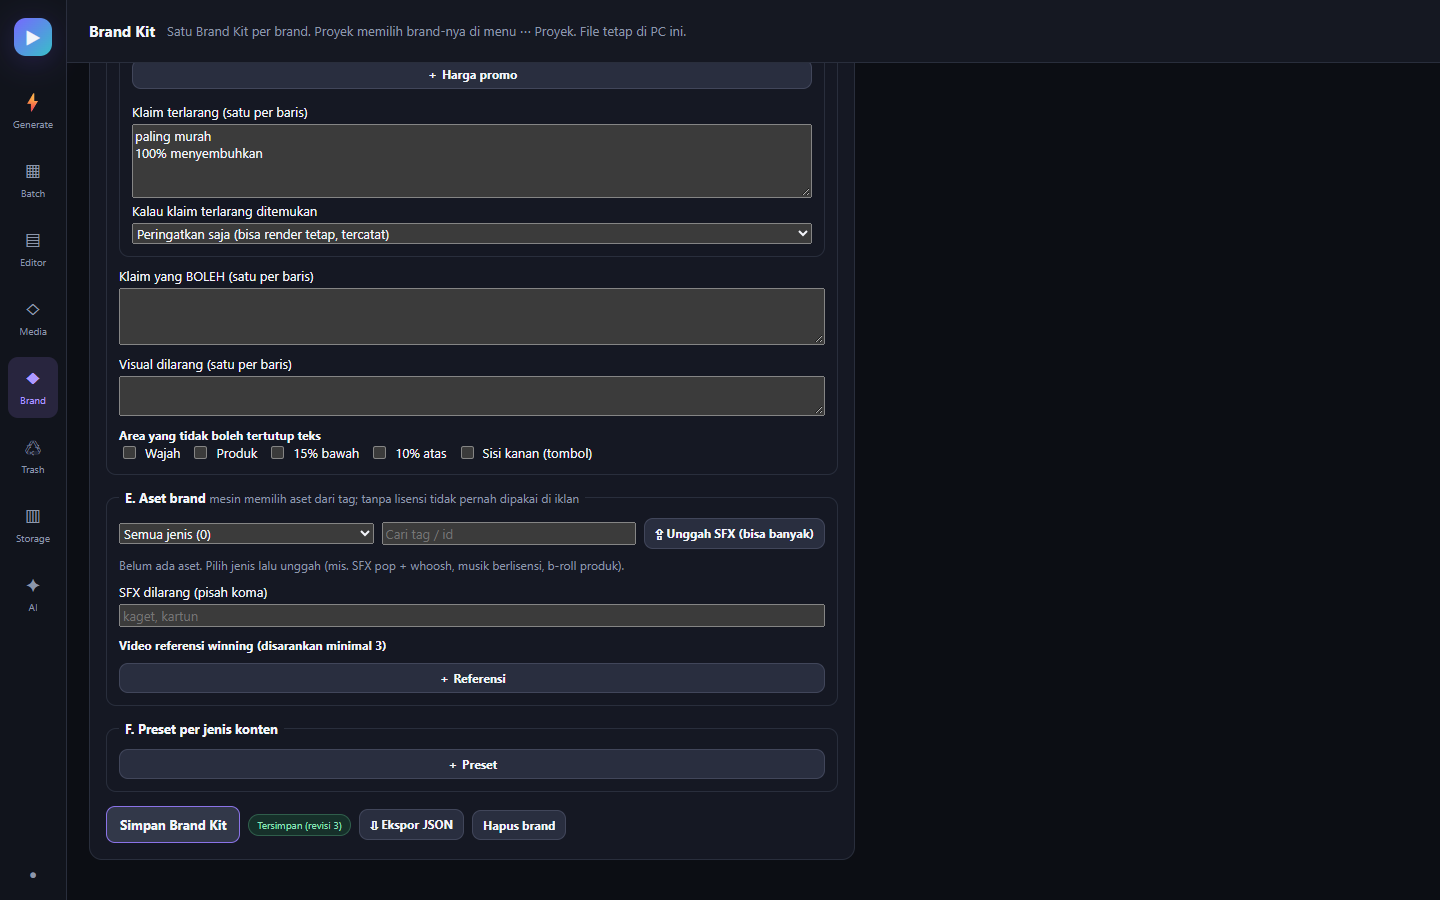 Brand Kit
Satu Brand Kit per brand. Proyek memilih brand-nya di menu ··· Proyek. File tetap di PC ini.
Generate
Batch
Editor
Media
Brand
Trash
Storage
AI
+ Harga promo
Klaim terlarang (satu per baris)
paling murah
100% menyembuhkan
Kalau klaim terlarang ditemukan
Peringatkan saja (bisa render tetap, tercatat)
Klaim yang BOLEH (satu per baris)
Visual dilarang (satu per baris)
Area yang tidak boleh tertutup teks
Wajah Produk 15% bawah 10% atas Sisi kanan (tombol)
E. Aset brand mesin memilih aset dari tag; tanpa lisensi tidak pernah dipakai di iklan
Semua jenis (0) Cari tag / id ⇪ Unggah SFX (bisa banyak)
Belum ada aset. Pilih jenis lalu unggah (mis. SFX pop + whoosh, musik berlisensi, b-roll produk).
SFX dilarang (pisah koma)
kaget, kartun
Video referensi winning (disarankan minimal 3)
+ Referensi
F. Preset per jenis konten
+ Preset
Simpan Brand Kit Tersimpan (revisi 3) ⇩ Ekspor JSON Hapus brand